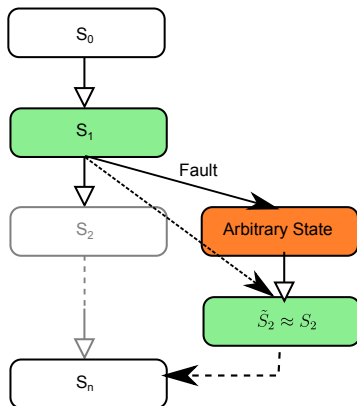 S₀
S₁
Fault
S₂
Arbitrary State
S̃₂ ≈ S₂
Sₙ